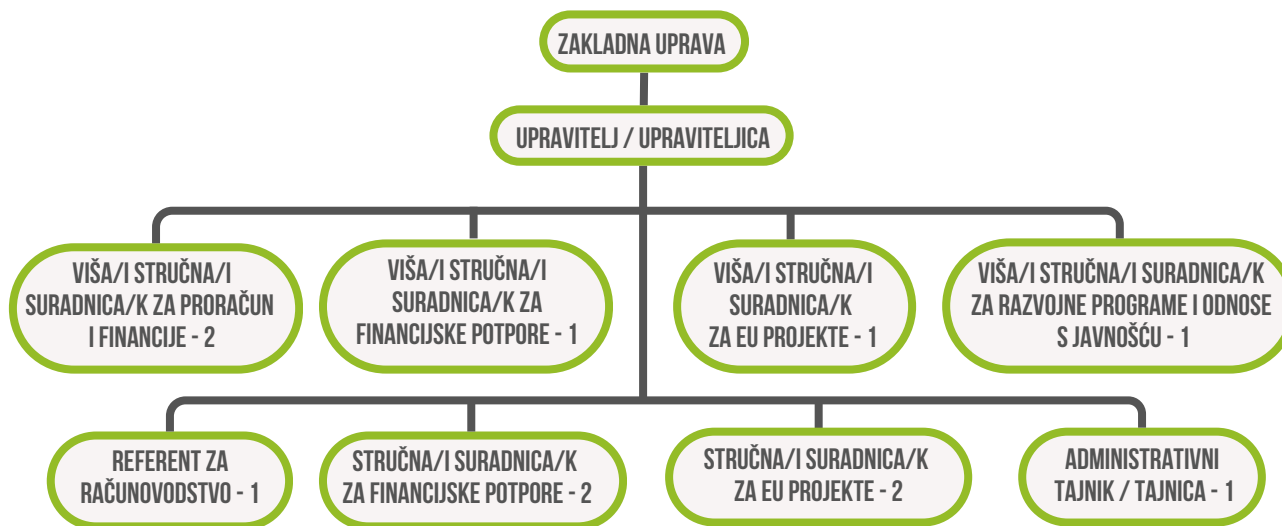 ZAKLADNA UPRAVA
UPRAVITELJ / UPRAVITELJICA
VIŠA/I STRUČNA/I
SURADNICA/K ZA PRORAČUN
I FINANCIJE - 2
VIŠA/I STRUČNA/I
SURADNICA/K ZA
FINANCIJSKE POTPORE - 1
VIŠA/I STRUČNA/I
SURADNICA/K
ZA EU PROJEKTE - 1
VIŠA/I STRUČNA/I SURADNICA/K
ZA RAZVOJNE PROGRAME I ODNOSE
S JAVNOŠĆU - 1
REFERENT ZA
RAČUNOVODSTVO - 1
STRUČNA/I SURADNICA/K
ZA FINANCIJSKE POTPORE - 2
STRUČNA/I SURADNICA/K
ZA EU PROJEKTE - 2
ADMINISTRATIVNI
TAJNIK / TAJNICA - 1